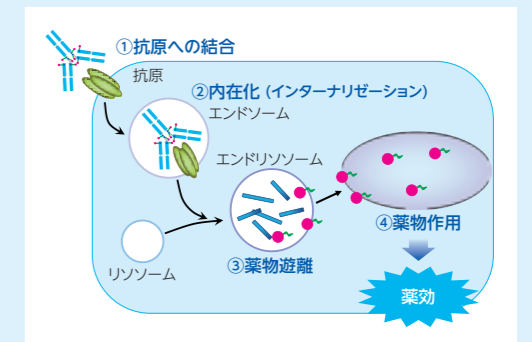 ①抗原への結合
抗原
②内在化 (インターナリゼーション)
エンドソーム
エンドリソソーム
リソソーム
③薬物遊離
④薬物作用
薬効